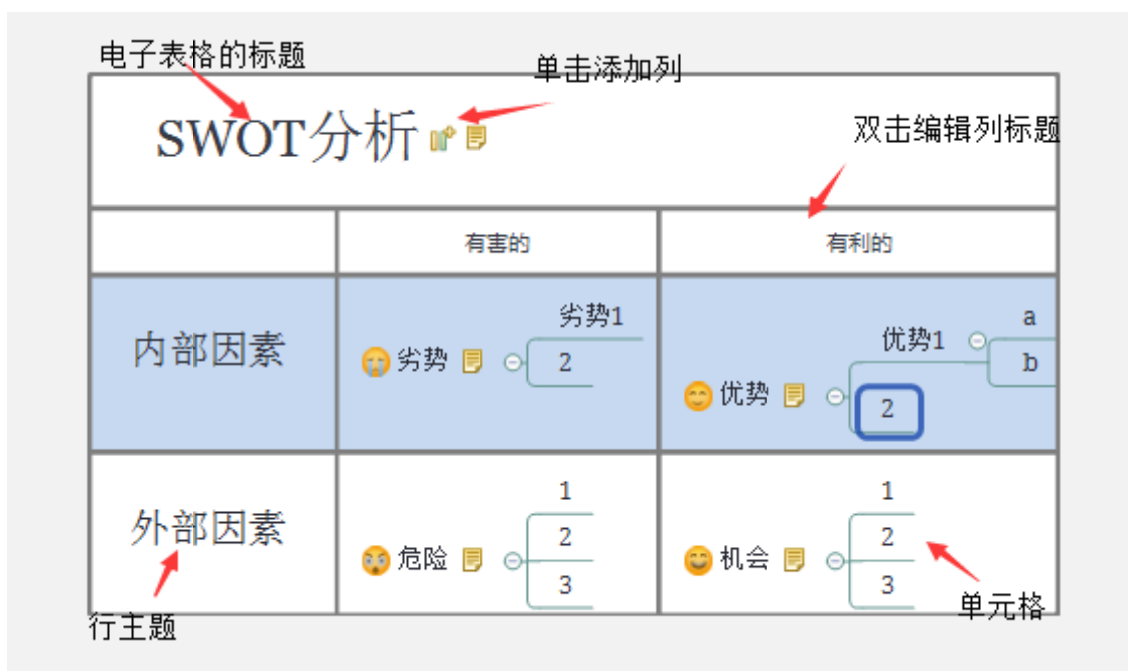 电子表格的标题
单击添加列
SWOT分析
双击编辑列标题
有害的
有利的
内部因素
劣势
劣势1
2
优势
优势1
a
b
2
外部因素
危险
1
2
3
机会
1
2
3
单元格
行主题